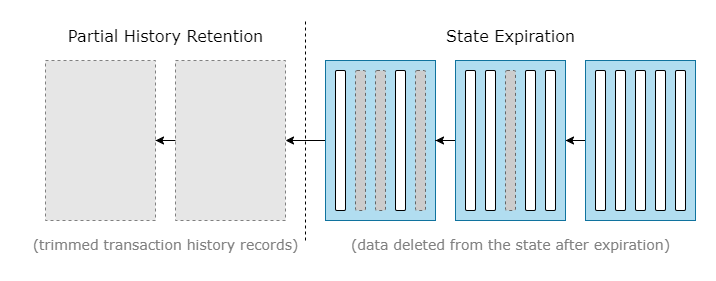 Partial History Retention
State Expiration
(trimmed transaction history records)
(data deleted from the state after expiration)